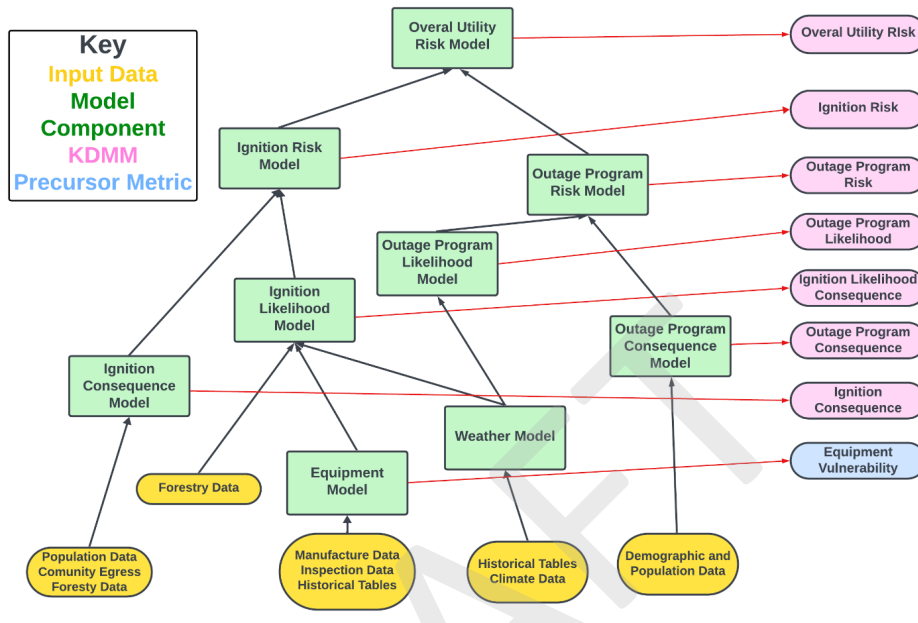 Key
Input Data
Model
Component
KDMM
Precursor Metric
Overal Utility
Risk Model
Overal Utility RIsk
Ignition Risk
Model
Ignition Risk
Outage Program
Risk Model
Outage Program
Risk
Outage Program
Likelihood Model
Outage Program
Likelihood
Ignition
Likelihood
Model
Ignition Likelihood
Consequence
Outage Program
Consequence
Model
Outage Program
Consequence
Ignition
Consequence
Model
Ignition
Consequence
Weather Model
Equipment
Vulnerability
Forestry Data
Equipment
Model
Population Data
Comunity Egress
Foresty Data
Manufacture Data
Inspection Data
Historical Tables
Historical Tables
Climate Data
Demographic and
Population Data
AFT